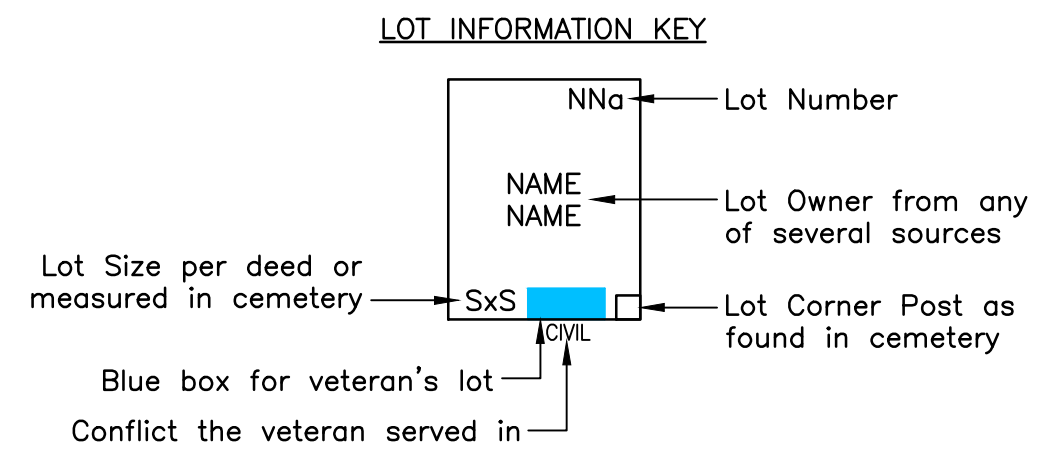 LOT INFORMATION KEY
NNa
Lot Number
NAME
NAME
Lot Owner from any
of several sources
Lot Size per deed or
measured in cemetery
SxS
Lot Corner Post as
found in cemetery
CIVIL
Blue box for veteran's lot
Conflict the veteran served in